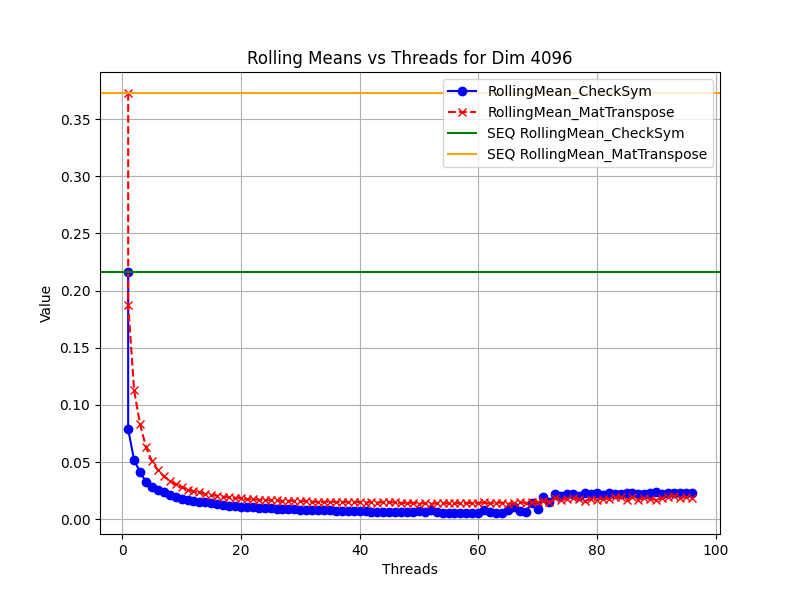 Rolling Means vs Threads for Dim 4096
RollingMean_CheckSym
RollingMean_MatTranspose
SEQ RollingMean_CheckSym
SEQ RollingMean_MatTranspose
0.35
0.30
0.25
0.20
0.15
0.10
0.05
0.00
Value
0 20 40 60 80 100
Threads